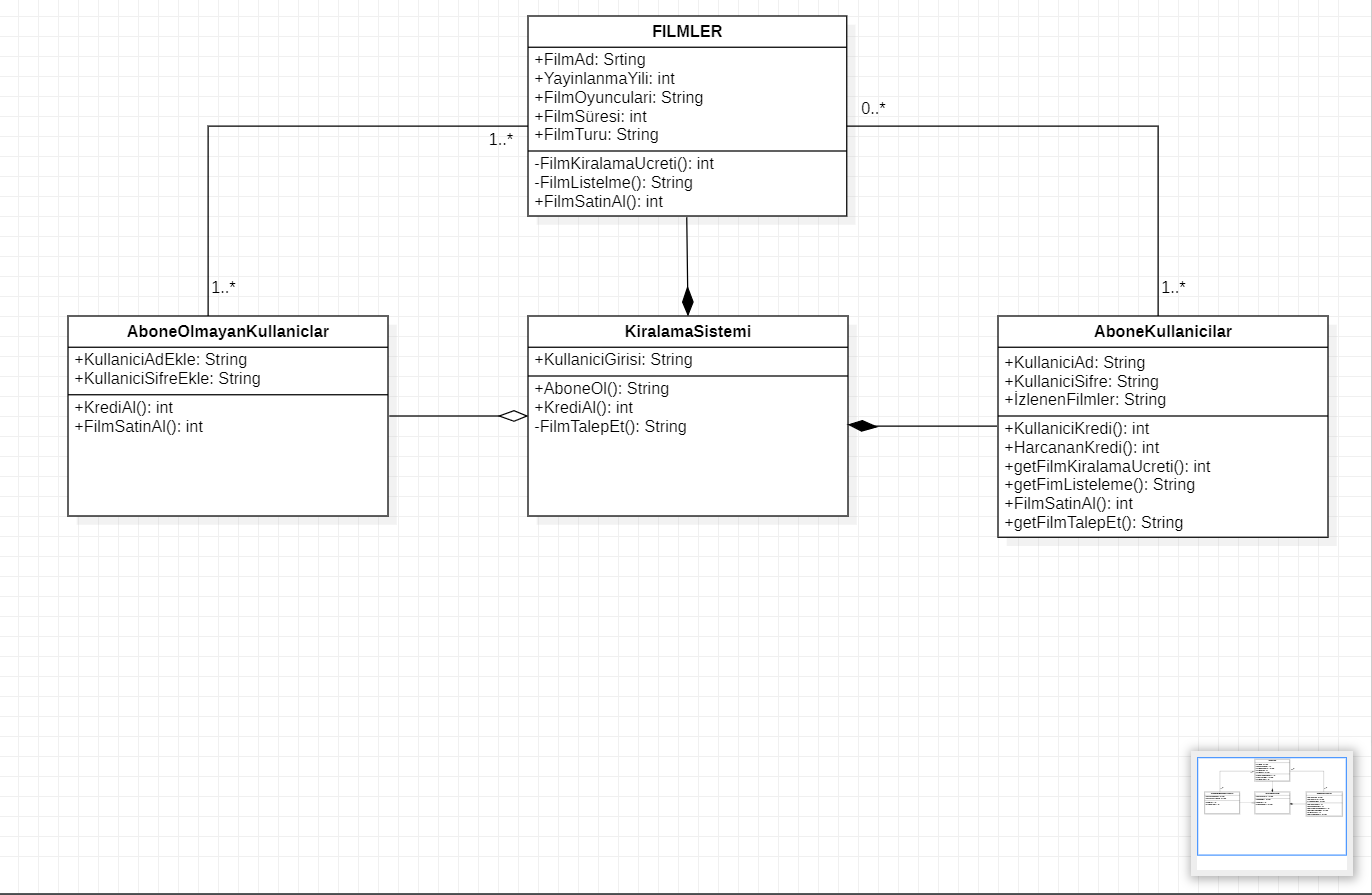 FILMLER
+FilmAd: Srting
+YayinlanmaYili: int
+FilmOyunculari: String
+FilmSüresi: int
+FilmTuru: String
-FilmKiralamaUcreti(): int
-FilmListelme(): String
+FilmSatinAl(): int
1..*
0..*
1..*
1..*
AboneOlmayanKullaniclar
+KullaniciAdEkle: String
+KullaniciSifreEkle: String
+KrediAl(): int
+FilmSatinAl(): int
KiralamaSistemi
+KullaniciGirisi: String
+AboneOl(): String
+KrediAl(): int
-FilmTalepEt(): String
AboneKullanicilar
+KullaniciAd: String
+KullaniciSifre: String
+İzlenenFilmler: String
+KullaniciKredi(): int
+HarcananKredi(): int
+getFilmKiralamaUcreti(): int
+getFimListeleme(): String
+FilmSatinAl(): int
+getFilmTalepEt(): String